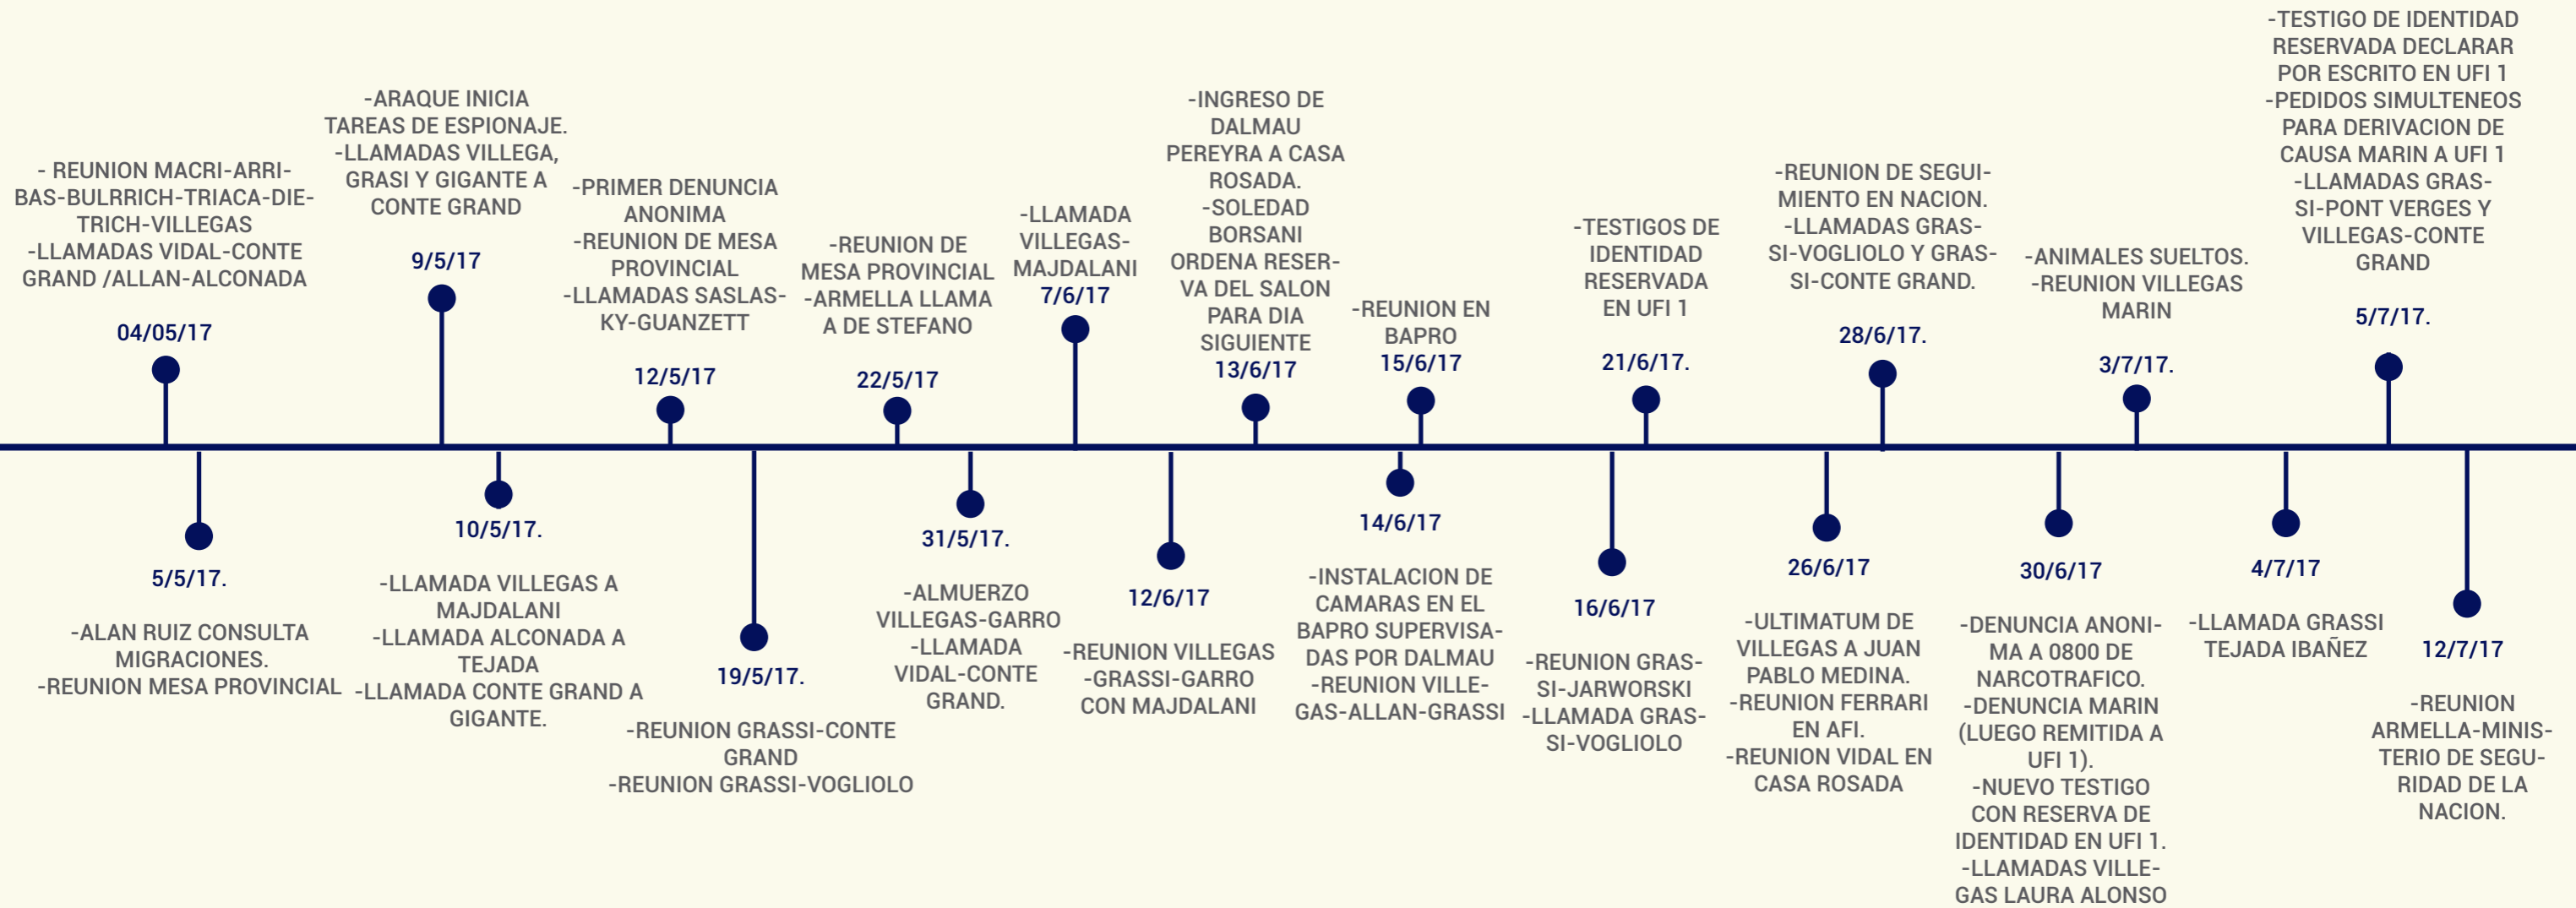 - REUNION MACRI-ARRI-
BAS-BULRRICH-TRIACA-DIE-
TRICH-VILLEGAS
-LLAMADAS VIDAL-CONTE
GRAND /ALLAN-ALCONADA
04/05/17
5/5/17.
-ALAN RUIZ CONSULTA
MIGRACIONES.
-REUNION MESA PROVINCIAL
-ARAQUE INICIA
TAREAS DE ESPIONAJE.
-LLAMADAS VILLEGA,
GRASI Y GIGANTE A
CONTE GRAND
9/5/17
10/5/17.
-LLAMADA VILLEGAS A
MAJDALANI
-LLAMADA ALCONADA A
TEJADA
-LLAMADA CONTE GRAND A
GIGANTE.
-PRIMER DENUNCIA
ANONIMA
-REUNION DE MESA
PROVINCIAL
-LLAMADAS SASLAS-
KY-GUANZETT
12/5/17
19/5/17.
-REUNION GRASSI-CONTE
GRAND
-REUNION GRASSI-VOGLIOLO
-REUNION DE
MESA PROVINCIAL
-ARMELLA LLAMA
A DE STEFANO
22/5/17
31/5/17.
-ALMUERZO
VILLEGAS-GARRO
-LLAMADA
VIDAL-CONTE
GRAND.
-LLAMADA
VILLEGAS-
MAJDALANI
7/6/17
12/6/17
-REUNION VILLEGAS
-GRASSI-GARRO
CON MAJDALANI
-INGRESO DE
DALMAU
PEREYRA A CASA
ROSADA.
-SOLEDAD
BORSANI
ORDENA RESER-
VA DEL SALON
PARA DIA
SIGUIENTE
13/6/17
14/6/17
-INSTALACION DE
CAMARAS EN EL
BAPRO SUPERVISA-
DAS POR DALMAU
-REUNION VILLE-
GAS-ALLAN-GRASSI
-REUNION EN
BAPRO
15/6/17
16/6/17
-REUNION GRAS-
SI-JARWORSKI
-LLAMADA GRAS-
SI-VOGLIOLO
-TESTIGOS DE
IDENTIDAD
RESERVADA
EN UFI 1
21/6/17.
26/6/17
-ULTIMATUM DE
VILLEGAS A JUAN
PABLO MEDINA.
-REUNION FERRARI
EN AFI.
-REUNION VIDAL EN
CASA ROSADA
-REUNION DE SEGUI-
MIENTO EN NACION.
-LLAMADAS GRAS-
SI-VOGLIOLO Y GRAS-
SI-CONTE GRAND.
28/6/17.
30/6/17
-DENUNCIA ANONI-
MA A 0800 DE
NARCOTRAFICO.
-DENUNCIA MARIN
(LUEGO REMITIDA A
UFI 1).
-NUEVO TESTIGO
CON RESERVA DE
IDENTIDAD EN UFI 1.
-LLAMADAS VILLE-
GAS LAURA ALONSO
-ANIMALES SUELTOS.
-REUNION VILLEGAS
MARIN
3/7/17.
4/7/17
-LLAMADA GRASSI
TEJADA IBAÑEZ
-TESTIGO DE IDENTIDAD
RESERVADA DECLARAR
POR ESCRITO EN UFI 1
-PEDIDOS SIMULTENEOS
PARA DERIVACION DE
CAUSA MARIN A UFI 1
-LLAMADAS GRAS-
SI-PONT VERGES Y
VILLEGAS-CONTE
GRAND
5/7/17.
12/7/17
-REUNION
ARMELLA-MINIS-
TERIO DE SEGU-
RIDAD DE LA
NACION.